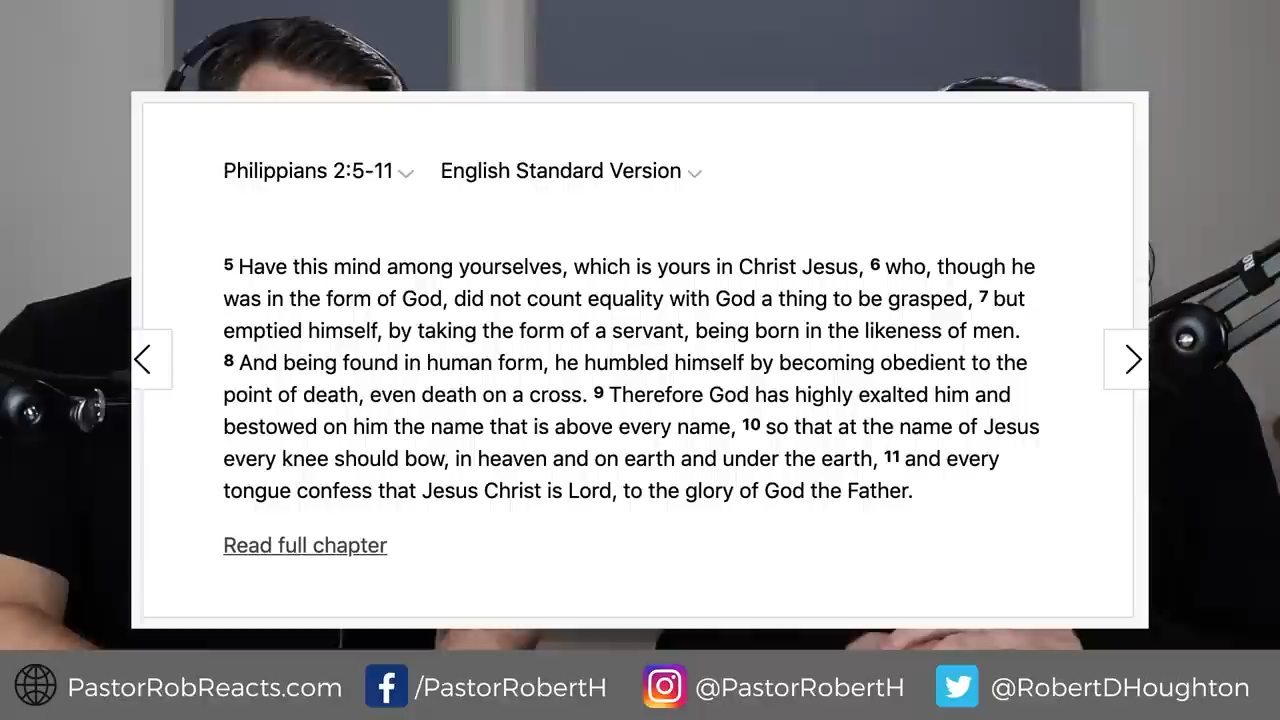 Philippians 2:5-11 English Standard Version
5 Have this mind among yourselves, which is yours in Christ Jesus, 6 who, though he
was in the form of God, did not count equality with God a thing to be grasped, 7 but
emptied himself, by taking the form of a servant, being born in the likeness of men.
8 And being found in human form, he humbled himself by becoming obedient to the
point of death, even death on a cross. 9 Therefore God has highly exalted him and
bestowed on him the name that is above every name, 10 so that at the name of Jesus
every knee should bow, in heaven and on earth and under the earth, 11 and every
tongue confess that Jesus Christ is Lord, to the glory of God the Father.
Read full chapter
PastorRobReacts.com /PastorRobertH @PastorRobertH @RobertDHoughton